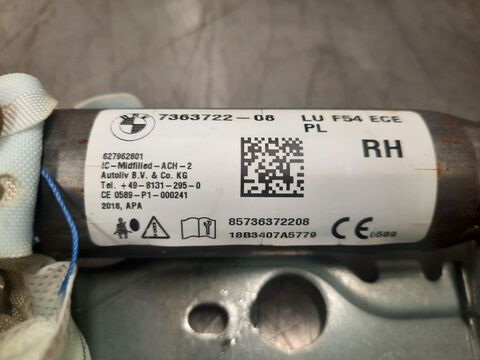 7363722-08 LU F54 ECE
PL
RH
627962601
IC-Midfilled-ACH-2
Autoliv B.V. & Co. KG
Tel. +49-8131-295-0
CE 0589-P1-000241
2018, APA
85736372208
18B3407A5779
CE 0589